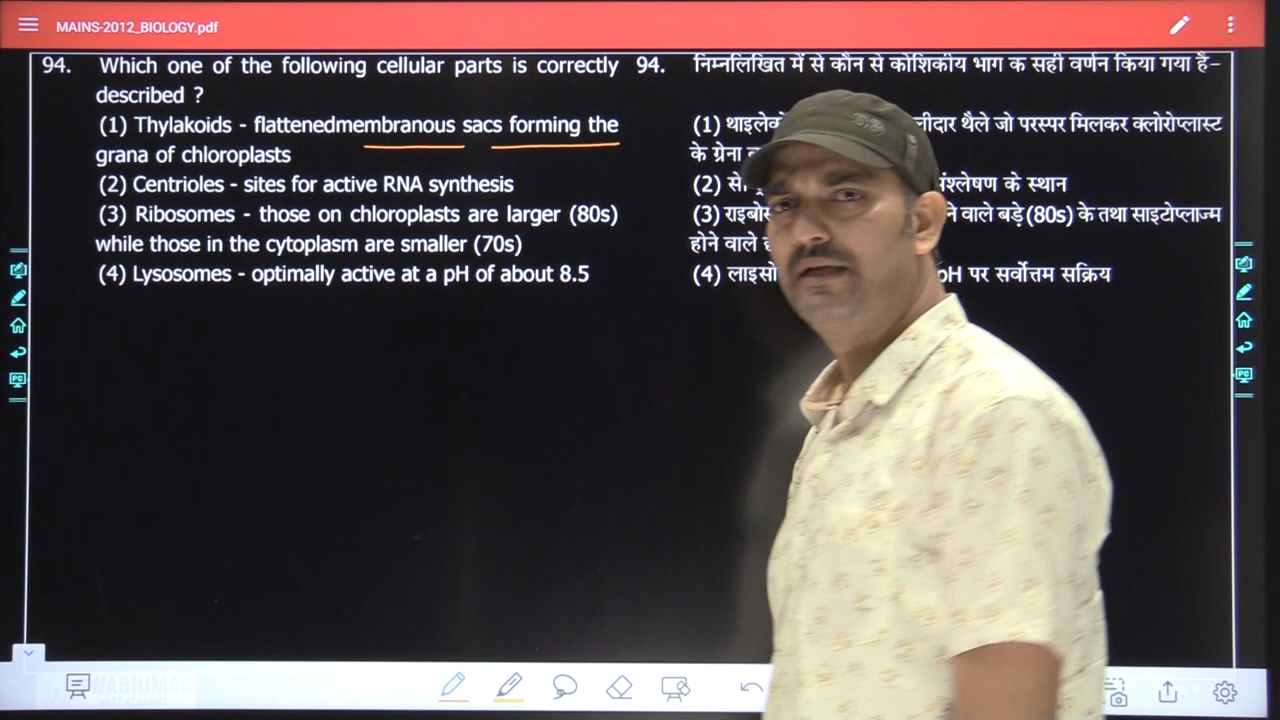 MAINS-2012_BIOLOGY.pdf
94. Which one of the following cellular parts is correctly
described ?
(1) Thylakoids - flattenedmembranous sacs forming the
grana of chloroplasts
(2) Centrioles - sites for active RNA synthesis
(3) Ribosomes - those on chloroplasts are larger (80s)
while those in the cytoplasm are smaller (70s)
(4) Lysosomes - optimally active at a pH of about 8.5
94. निम्नलिखित में से कौन से कोशिकीय भाग क सही वर्णन किया गया है–
(1) थैले जो परस्पर मिलकर क्लोरोप्लास्ट
के ग्रेना
(2) के स्थान
(3) वाले बड़े (80s) के तथा साइटोप्लाज्म
होने वाले
(4) pH पर सर्वोत्तम सक्रिय
PC
PC
WABHIMAN